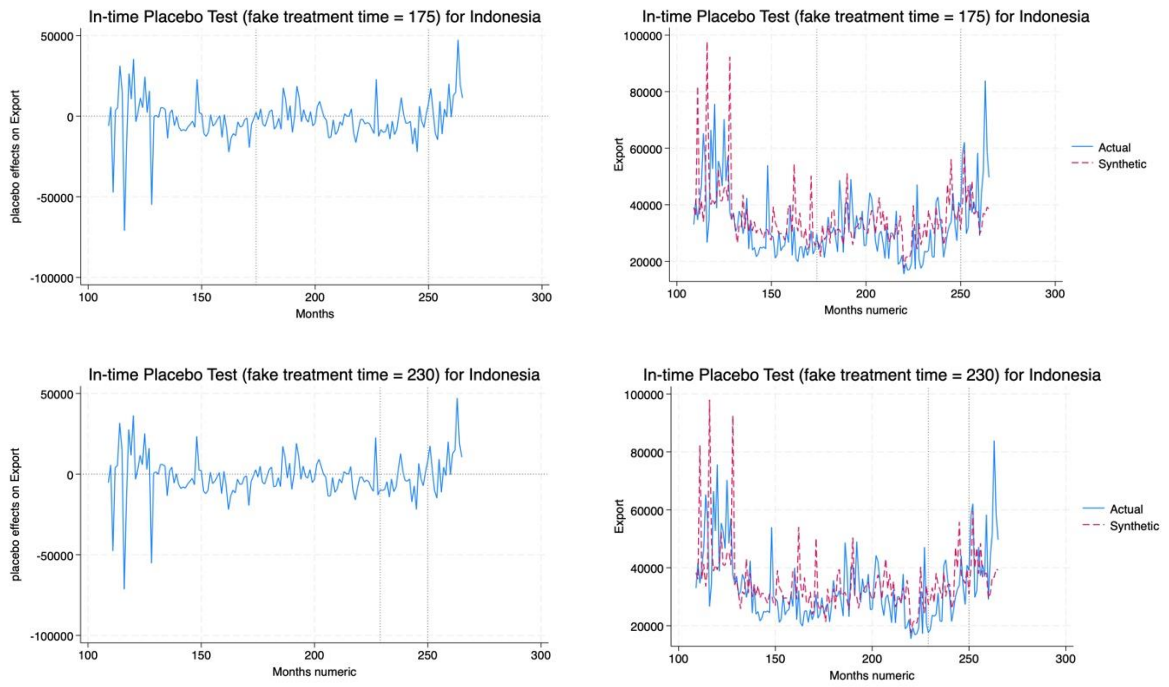 In-time Placebo Test (fake treatment time = 175) for Indonesia
50000
0
-50000
-100000
placebo effects on Export
100
150
200
250
300
Months
In-time Placebo Test (fake treatment time = 175) for Indonesia
100000
80000
60000
40000
20000
Export
100
150
200
250
300
Months numeric
Actual
Synthetic
In-time Placebo Test (fake treatment time = 230) for Indonesia
50000
0
-50000
-100000
placebo effects on Export
100
150
200
250
300
Months numeric
In-time Placebo Test (fake treatment time = 230) for Indonesia
100000
80000
60000
40000
20000
Export
100
150
200
250
300
Months numeric
Actual
Synthetic